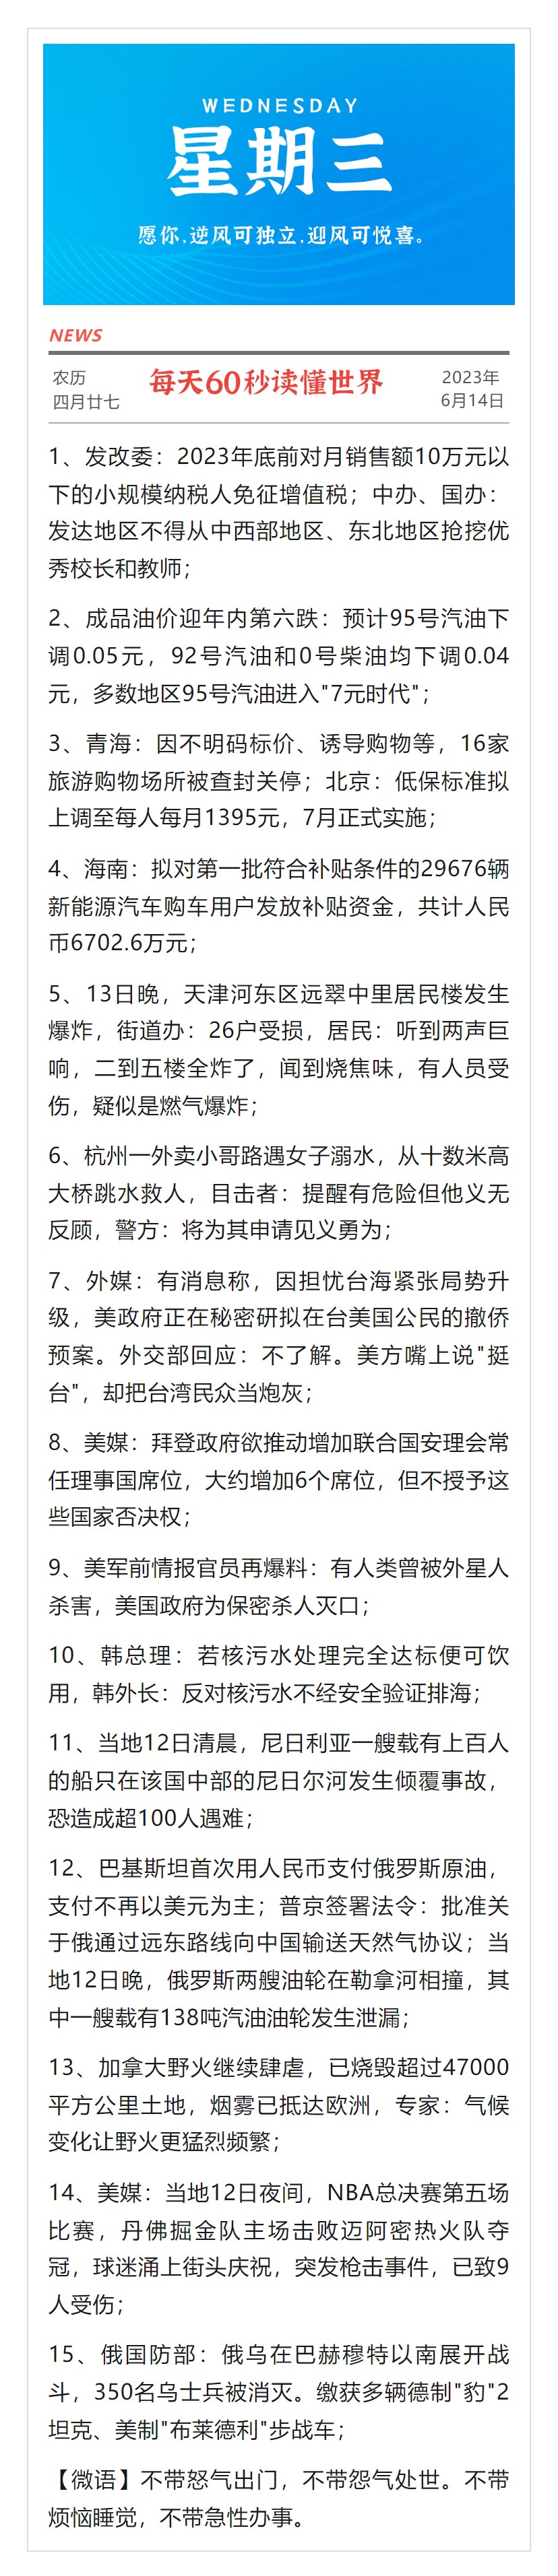 WEDNESDAY
星期三
愿你,逆风可独立,迎风可悦喜。
NEWS
农历
四月廿七
每天60秒读懂世界
2023年
6月14日
1、发改委：2023年底前对月销售额10万元以
下的小规模纳税人免征增值税；中办、国办：
发达地区不得从中西部地区、东北地区抢挖优
秀校长和教师；
2、成品油价迎年内第六跌：预计95号汽油下
调0.05元，92号汽油和0号柴油均下调0.04
元，多数地区95号汽油进入"7元时代"；
3、青海：因不明码标价、诱导购物等，16家
旅游购物场所被查封关停；北京：低保标准拟
上调至每人每月1395元，7月正式实施；
4、海南：拟对第一批符合补贴条件的29676辆
新能源汽车购车用户发放补贴资金，共计人民
币6702.6万元；
5、13日晚，天津河东区远翠中里居民楼发生
爆炸，街道办：26户受损，居民：听到两声巨
响，二到五楼全炸了，闻到烧焦味，有人员受
伤，疑似是燃气爆炸；
6、杭州一外卖小哥路遇女子溺水，从十数米高
大桥跳水救人，目击者：提醒有危险但他义无
反顾，警方：将为其申请见义勇为；
7、外媒：有消息称，因担忧台海紧张局势升
级，美政府正在秘密研拟在台美国公民的撤侨
预案。外交部回应：不了解。美方嘴上说"挺
台"，却把台湾民众当炮灰；
8、美媒：拜登政府欲推动增加联合国安理会常
任理事国席位，大约增加6个席位，但不授予这
些国家否决权；
9、美军前情报官员再爆料：有人类曾被外星人
杀害，美国政府为保密杀人灭口；
10、韩总理：若核污水处理完全达标便可饮
用，韩外长：反对核污水不经安全验证排海；
11、当地12日清晨，尼日利亚一艘载有上百人
的船只在该国中部的尼日尔河发生倾覆事故，
恐造成超100人遇难；
12、巴基斯坦首次用人民币支付俄罗斯原油，
支付不再以美元为主；普京签署法令：批准关
于俄通过远东路线向中国输送天然气协议；当
地12日晚，俄罗斯两艘油轮在勒拿河相撞，其
中一艘载有138吨汽油油轮发生泄漏；
13、加拿大野火继续肆虐，已烧毁超过47000
平方公里土地，烟雾已抵达欧洲，专家：气候
变化让野火更猛烈频繁；
14、美媒：当地12日夜间，NBA总决赛第五场
比赛，丹佛掘金队主场击败迈阿密热火队夺
冠，球迷涌上街头庆祝，突发枪击事件，已致9
人受伤；
15、俄国防部：俄乌在巴赫穆特以南展开战
斗，350名乌士兵被消灭。缴获多辆德制"豹"2
坦克、美制"布莱德利"步战车；
【微语】不带怒气出门，不带怨气处世。不带
烦恼睡觉，不带急性办事。